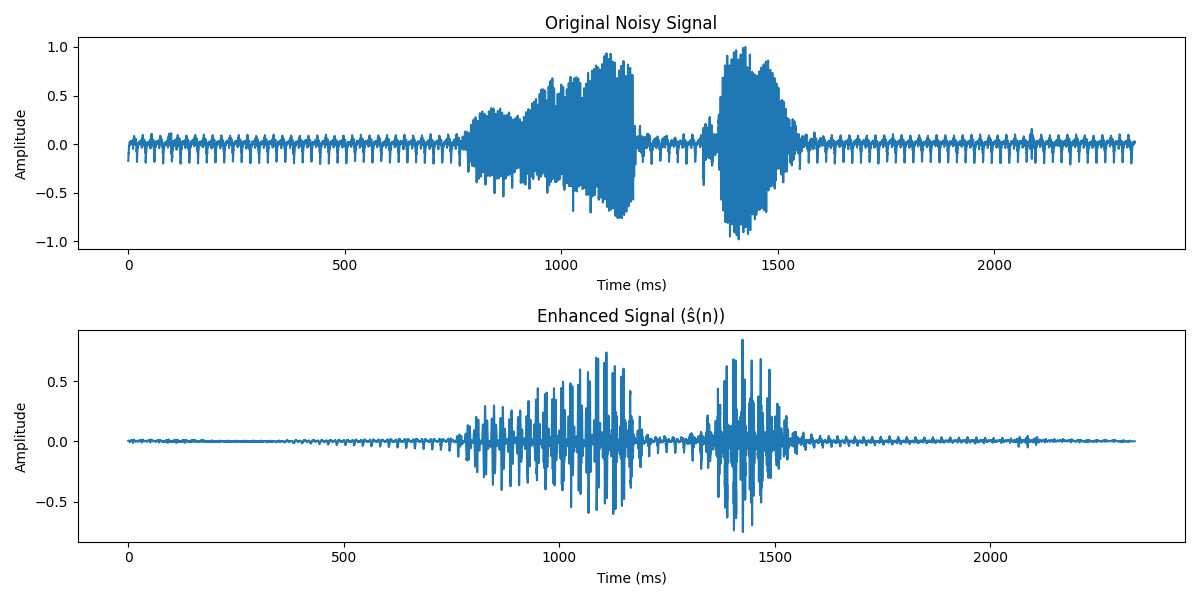 Original Noisy Signal
1.0
0.5
0.0
−0.5
−1.0
Amplitude
0 500 1000 1500 2000
Time (ms)
Enhanced Signal (ŝ(n))
0.5
0.0
−0.5
Amplitude
0 500 1000 1500 2000
Time (ms)